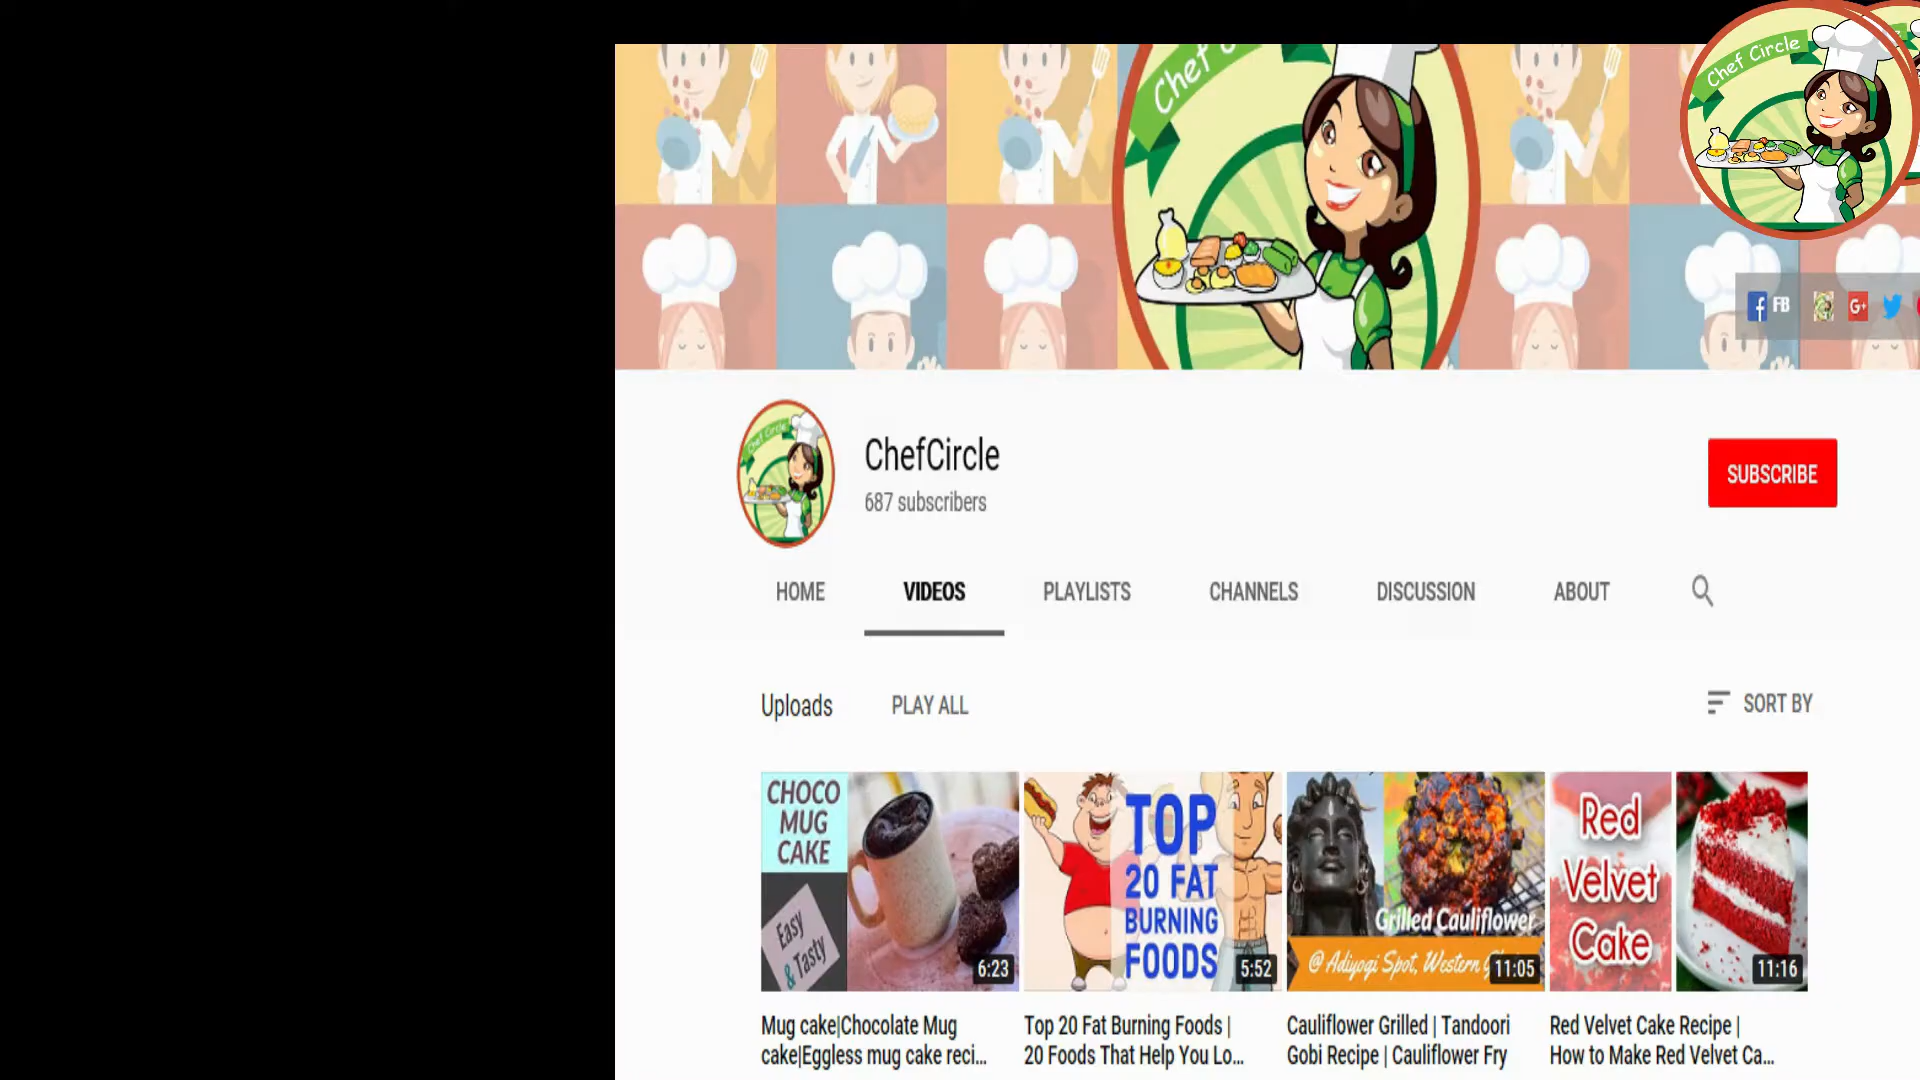 Chef Circle
Chef C
FB
G+
ChefCircle
687 subscribers
SUBSCRIBE
HOME
VIDEOS
PLAYLISTS
CHANNELS
DISCUSSION
ABOUT
Uploads
PLAY ALL
SORT BY
CHOCO
MUG
CAKE
Easy
& Tasty
6:23
TOP
20 FAT
BURNING
FOODS
5:52
Grilled Cauliflower
@ Adiyogi Spot, Western
11:05
Red
Velvet
Cake
11:16
Mug cake|Chocolate Mug
cake|Eggless mug cake reci...
Top 20 Fat Burning Foods |
20 Foods That Help You Lo...
Cauliflower Grilled | Tandoori
Gobi Recipe | Cauliflower Fry
Red Velvet Cake Recipe |
How to Make Red Velvet Ca...